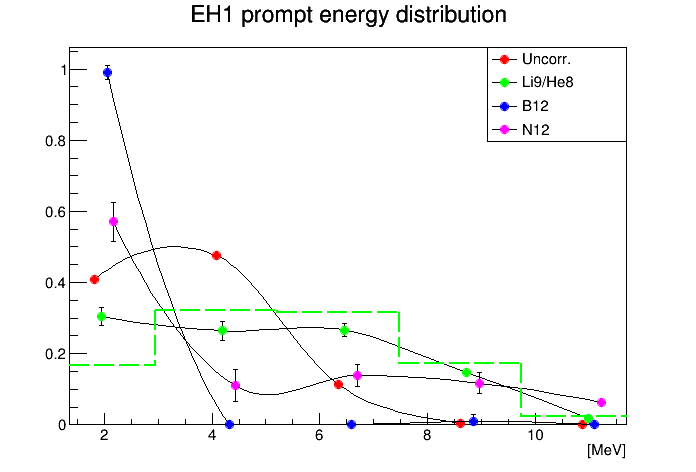 EH1 prompt energy distribution
Uncorr.
Li9/He8
B12
N12
1
0.8
0.6
0.4
0.2
0
2 4 6 8 10
[MeV]